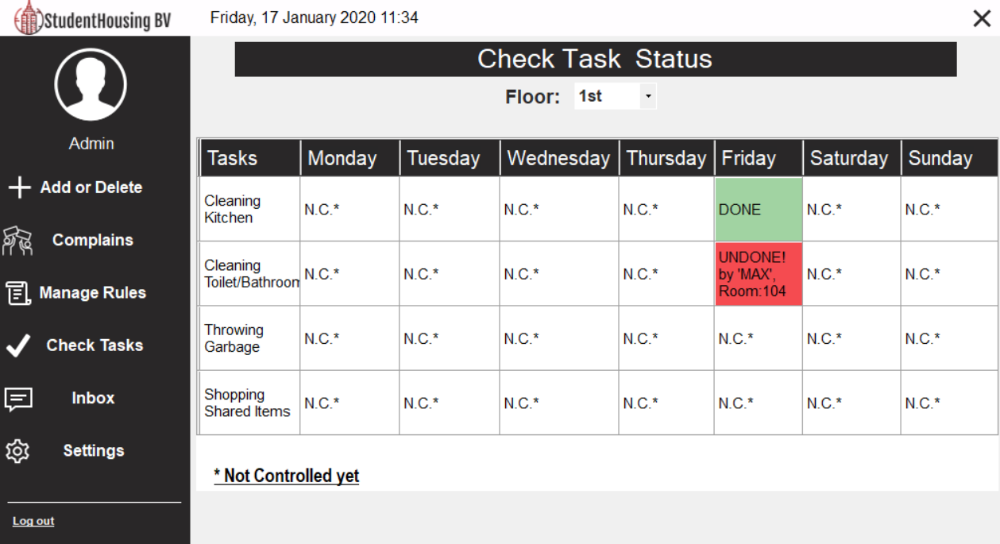 StudentHousing BV
Friday, 17 January 2020 11:34
Check Task Status
Floor: 1st
Admin
Add or Delete
Complains
Manage Rules
Check Tasks
Inbox
Settings
Log out
Tasks Monday Tuesday Wednesday Thursday Friday Saturday Sunday
Cleaning
Kitchen
N.C.* N.C.* N.C.* N.C.* DONE N.C.* N.C.*
Cleaning
Toilet/Bathroom
N.C.* N.C.* N.C.* N.C.*
UNDONE!
by 'MAX',
Room:104
N.C.* N.C.*
Throwing
Garbage
N.C.* N.C.* N.C.* N.C.* N.C.* N.C.* N.C.*
Shopping
Shared Items
N.C.* N.C.* N.C.* N.C.* N.C.* N.C.* N.C.*
* Not Controlled yet